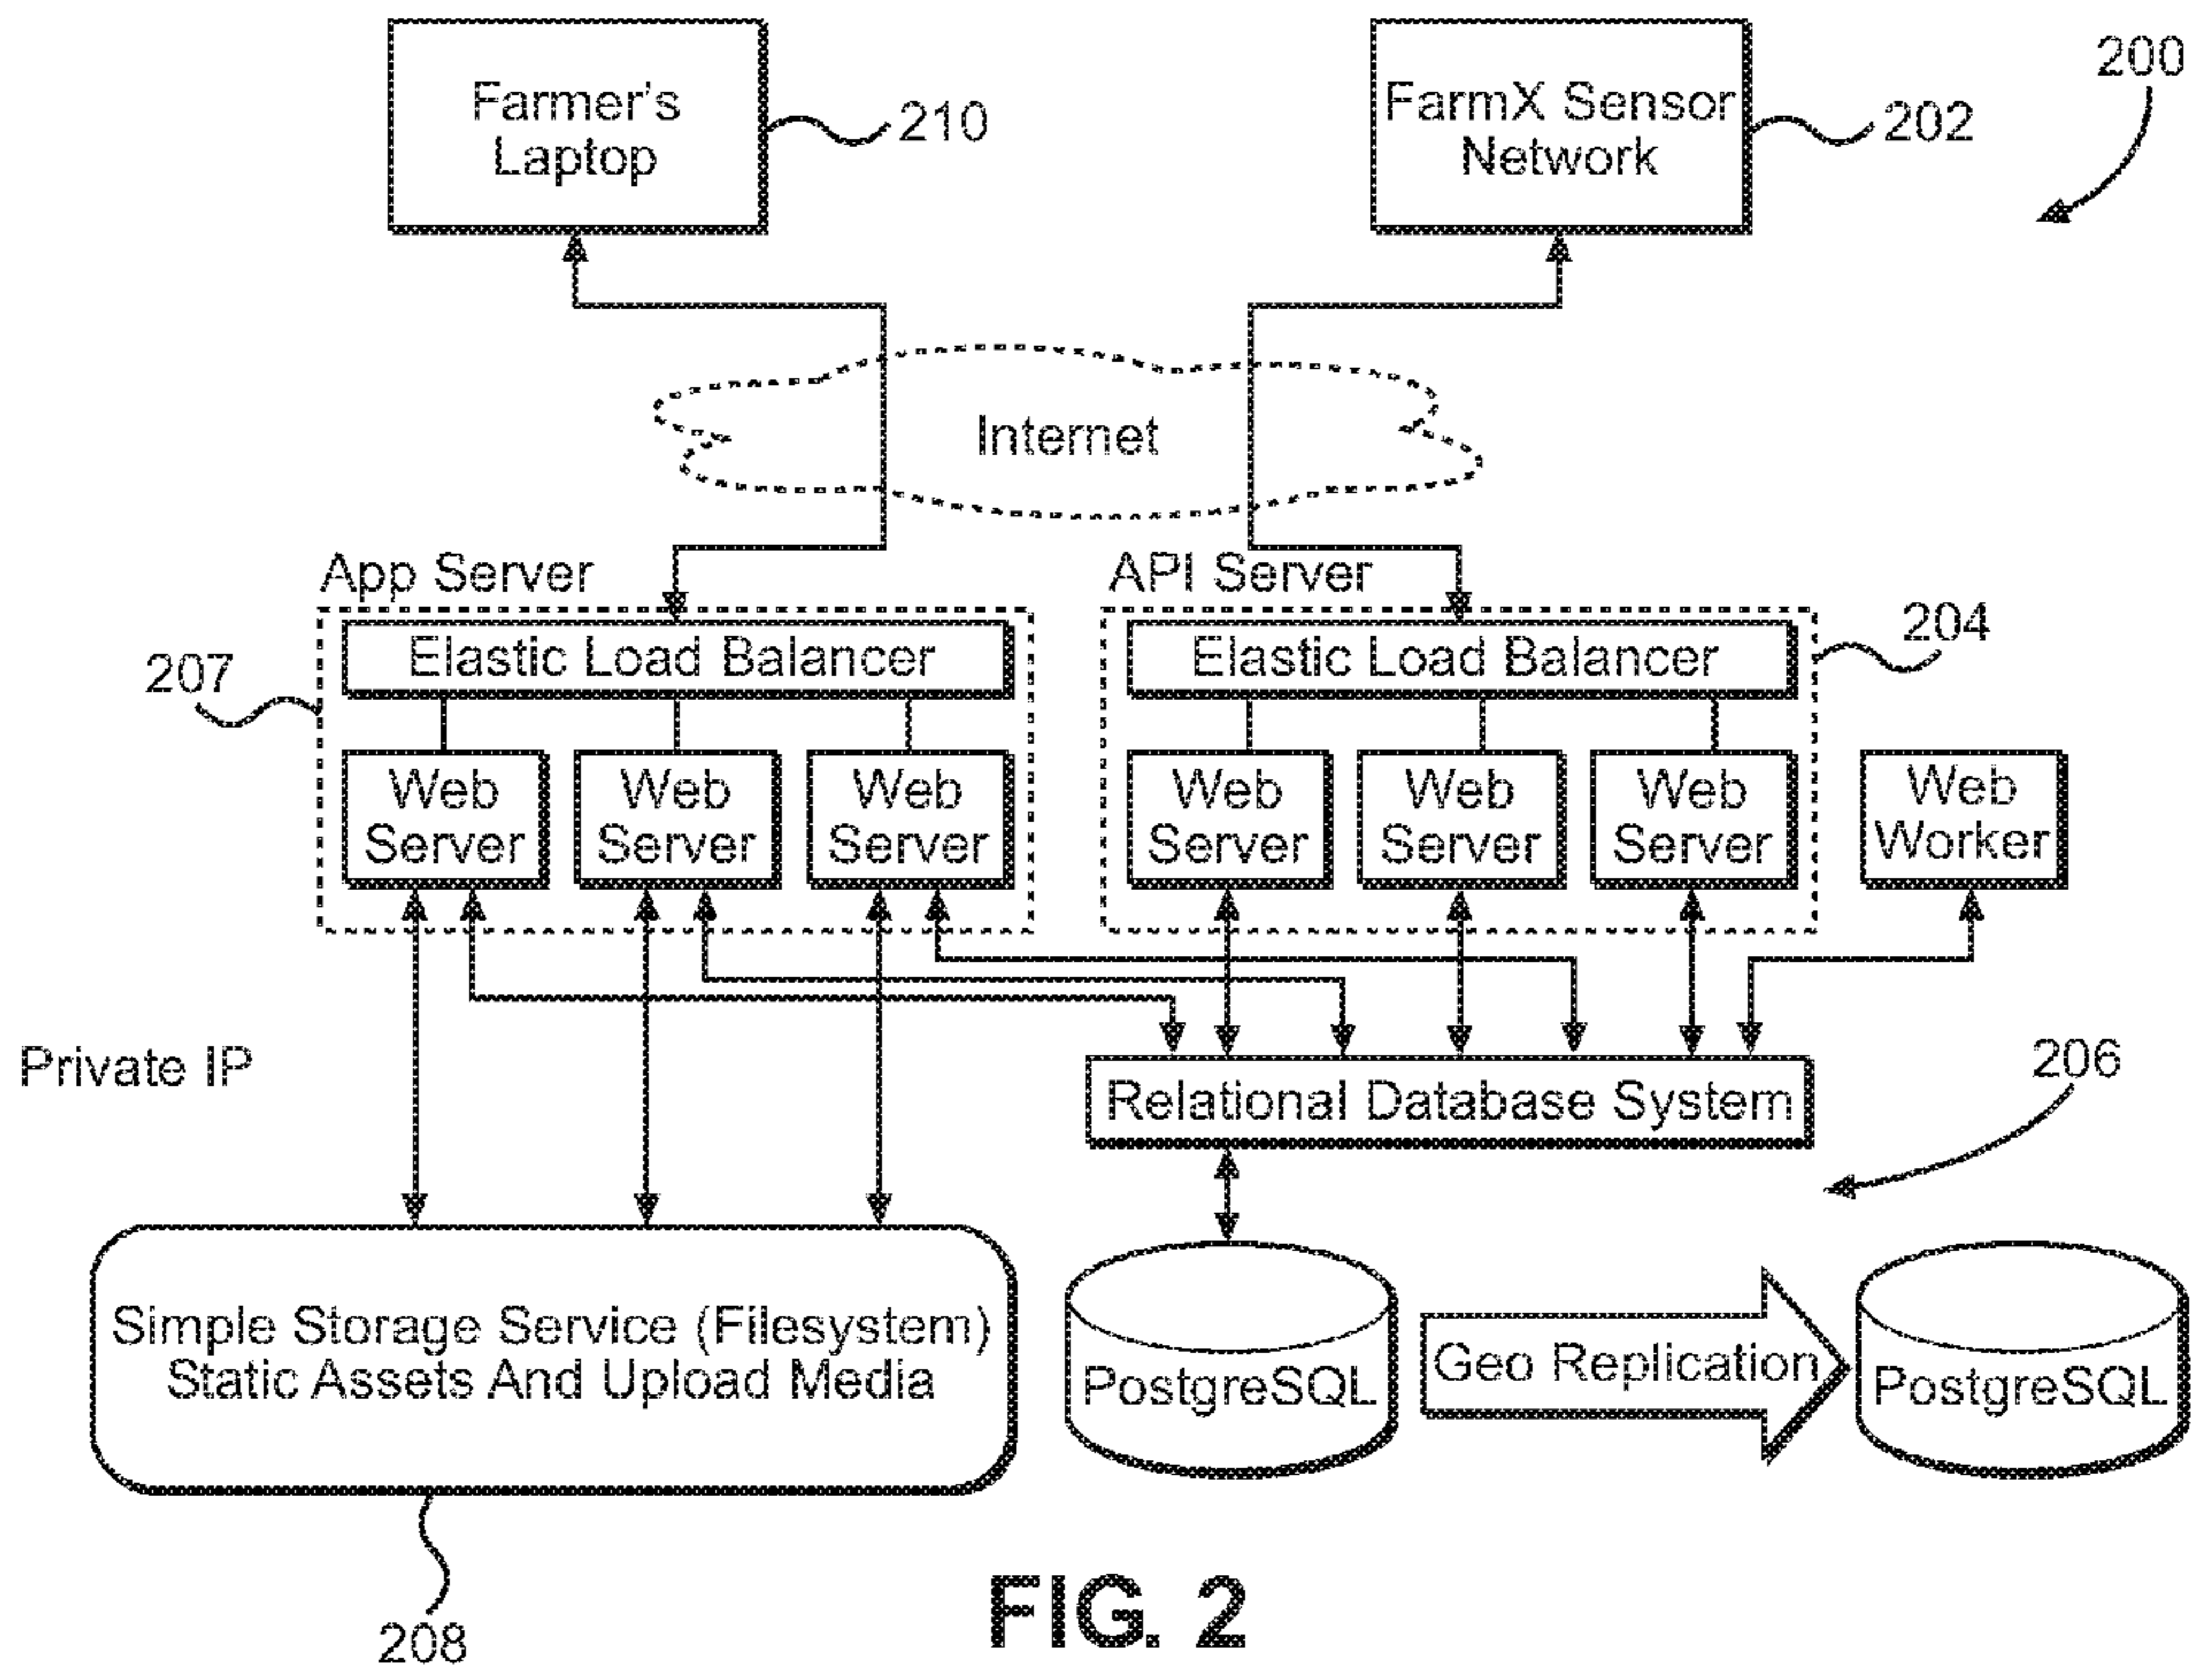 Farmer's
Laptop
210
FarmX Sensor
Network
202
200
Internet
App Server
API Server
207
204
Elastic Load Balancer
Elastic Load Balancer
Web
Server
Web
Server
Web
Server
Web
Server
Web
Server
Web
Server
Web
Worker
Private IP
Relational Database System
206
Simple Storage Service (Filesystem)
Static Assets And Upload Media
PostgreSQL
Geo Replication
PostgreSQL
208
FIG. 2